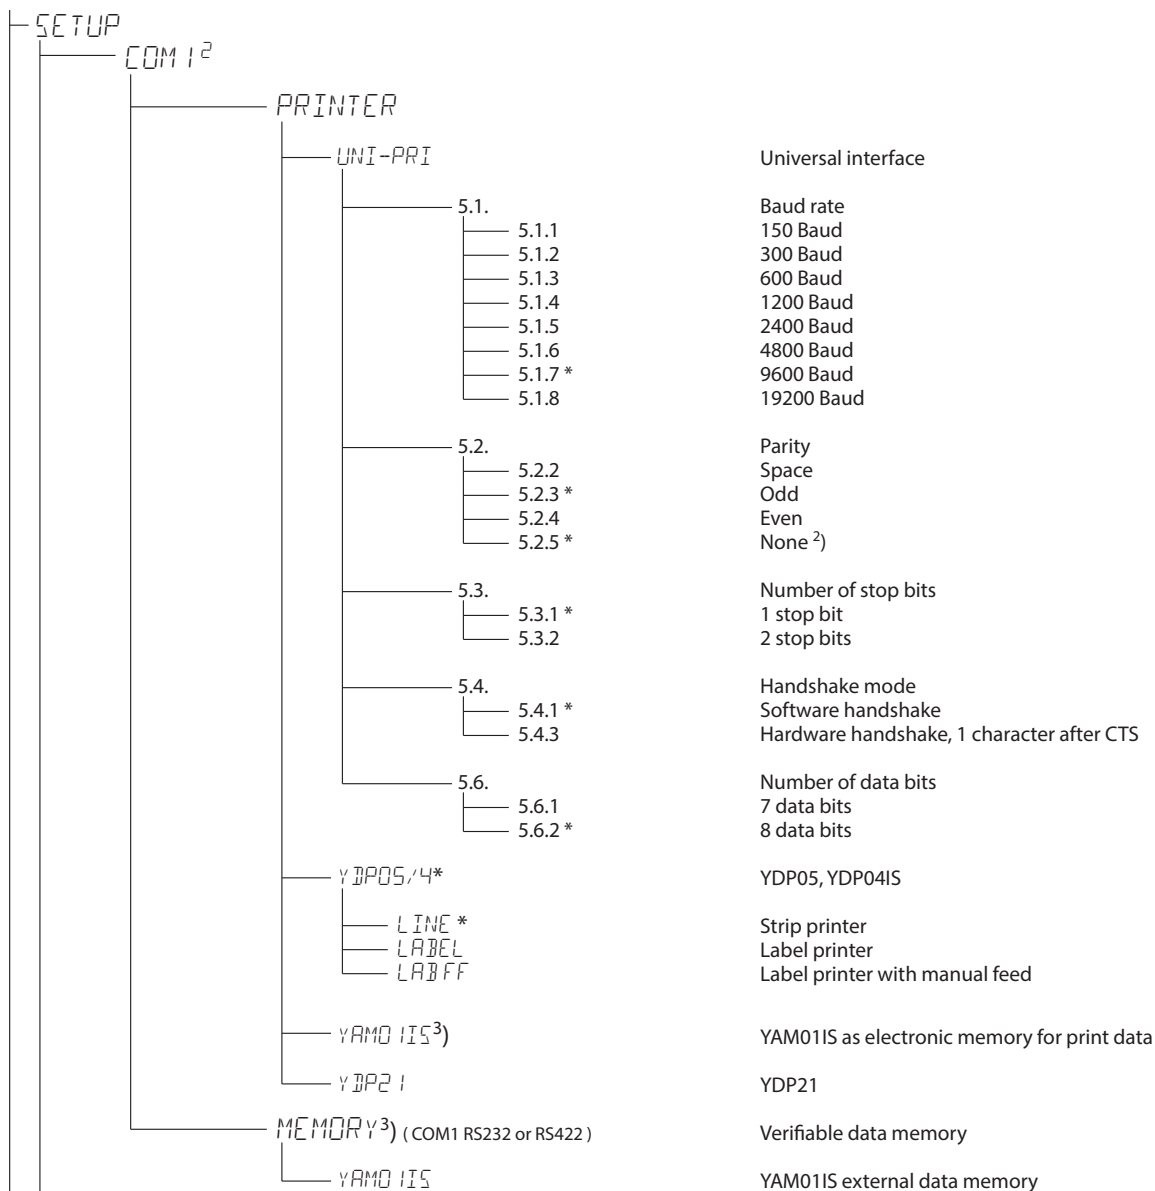 SETUP
COM1 ²
PRINTER
UNI-PRI Universal interface
5.1. Baud rate
5.1.1 150 Baud
5.1.2 300 Baud
5.1.3 600 Baud
5.1.4 1200 Baud
5.1.5 2400 Baud
5.1.6 4800 Baud
5.1.7 * 9600 Baud
5.1.8 19200 Baud
5.2. Parity
5.2.2 Space
5.2.3 * Odd
5.2.4 Even
5.2.5 * None ²)
5.3. Number of stop bits
5.3.1 * 1 stop bit
5.3.2 2 stop bits
5.4. Handshake mode
5.4.1 * Software handshake
5.4.3 Hardware handshake, 1 character after CTS
5.6. Number of data bits
5.6.1 7 data bits
5.6.2 * 8 data bits
YDP05/4* YDP05, YDP04IS
LINE * Strip printer
LABEL Label printer
LABFF Label printer with manual feed
YAM01IS³) YAM01IS as electronic memory for print data
YDP21 YDP21
MEMORY³) ( COM1 RS232 or RS422 ) Verifiable data memory
YAM01IS YAM01IS external data memory